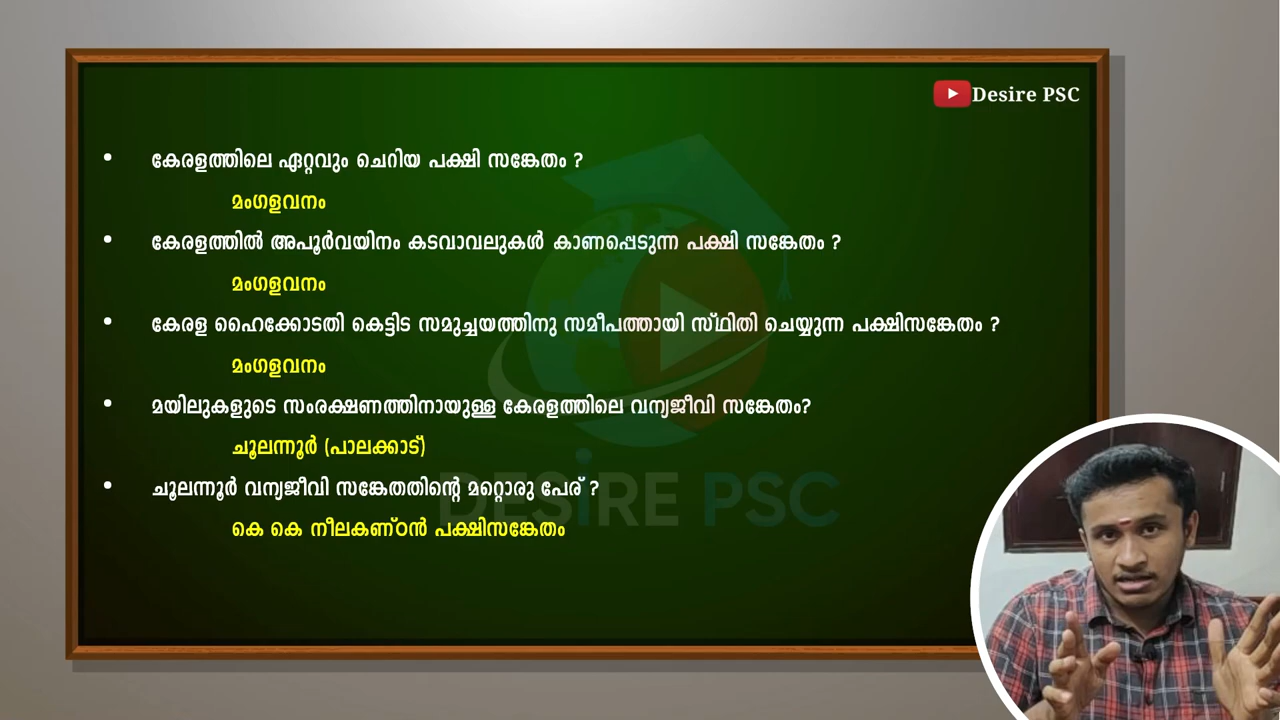 Desire PSC
• കേരളത്തിലെ ഏറ്റവും ചെറിയ പക്ഷി സങ്കേതം ?
മംഗളവനം
• കേരളത്തിൽ അപൂർവയിനം കടവാവലുകൾ കാണപ്പെടുന്ന പക്ഷി സങ്കേതം ?
മംഗളവനം
• കേരള ഹൈക്കോടതി കെട്ടിട സമുച്ചയത്തിനു സമീപത്തായി സ്ഥിതി ചെയ്യുന്ന പക്ഷിസങ്കേതം ?
മംഗളവനം
• മയിലുകളുടെ സംരക്ഷണത്തിനായുള്ള കേരളത്തിലെ വന്യജീവി സങ്കേതം?
ചൂലന്നൂർ (പാലക്കാട്)
• ചൂലന്നൂർ വന്യജീവി സങ്കേതതിന്റെ മറ്റൊരു പേര് ?
കെ കെ നീലകണ്ഠൻ പക്ഷിസങ്കേതം
DESiRE PSC